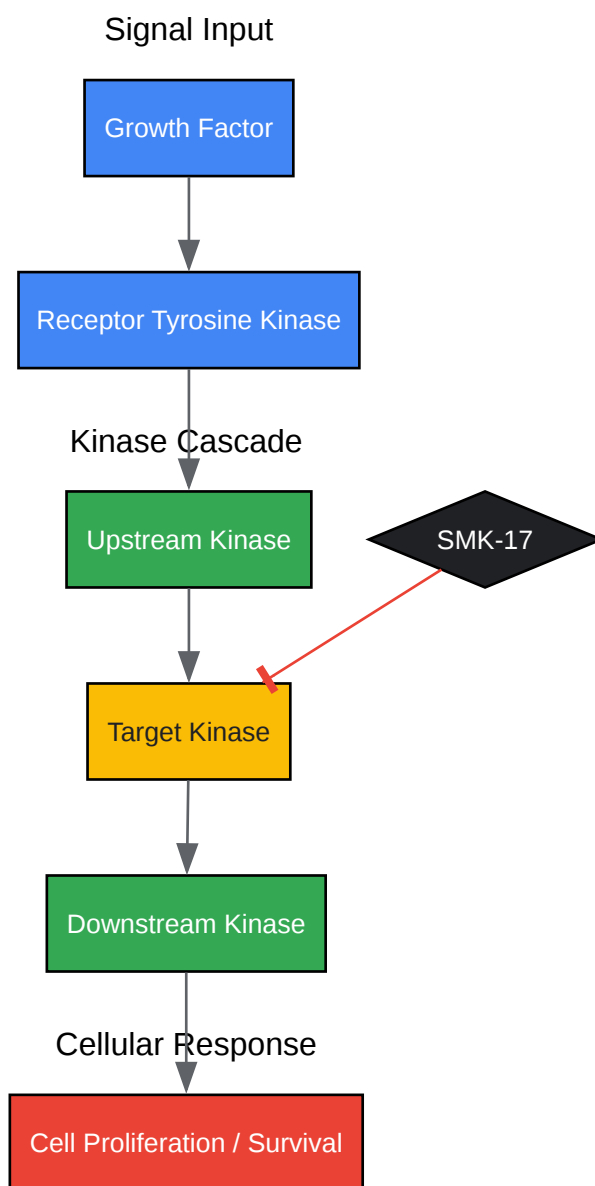 Signal Input
Growth Factor
Receptor Tyrosine Kinase
Kinase Cascade
Upstream Kinase
SMK-17
Target Kinase
Downstream Kinase
Cellular Response
Cell Proliferation / Survival